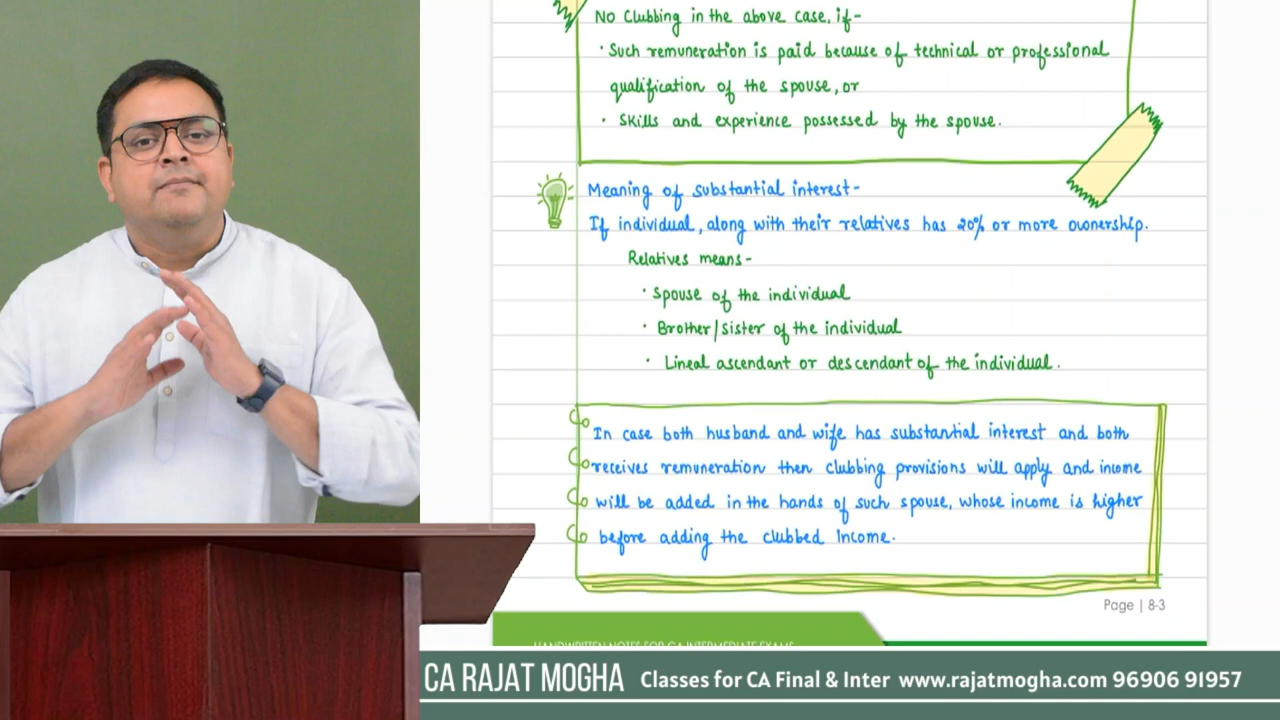 No Clubbing in the above case, if-
· Such remuneration is paid because of technical or professional
qualification of the spouse, or
· Skills and experience possessed by the spouse.
Meaning of substantial interest-
If individual, along with their relatives has 20% or more ownership.
Relatives means-
· Spouse of the individual
· Brother/Sister of the individual
· Lineal ascendant or descendant of the individual.
In case both husband and wife has substantial interest and both
receives remuneration then clubbing provisions will apply and income
will be added in the hands of such spouse, whose income is higher
before adding the clubbed Income.
Page | 8-3
HANDWRITTEN NOTES FOR CA INTERMEDIATE EXAMS
CA RAJAT MOGHA Classes for CA Final & Inter www.rajatmogha.com 96906 91957